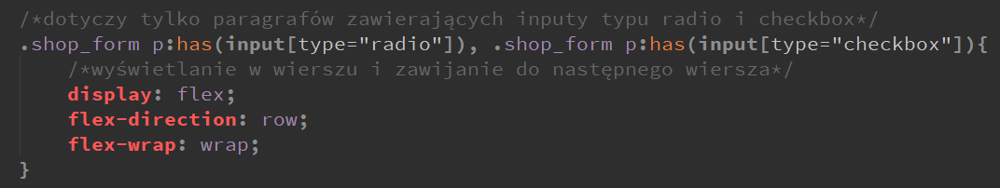 /*dotyczy tylko paragrafów zawierających inputy typu radio i checkbox*/
.shop_form p:has(input[type="radio"]), .shop_form p:has(input[type="checkbox"]){
    /*wyświetlanie w wierszu i zawijanie do następnego wiersza*/
    display: flex;
    flex-direction: row;
    flex-wrap: wrap;
}